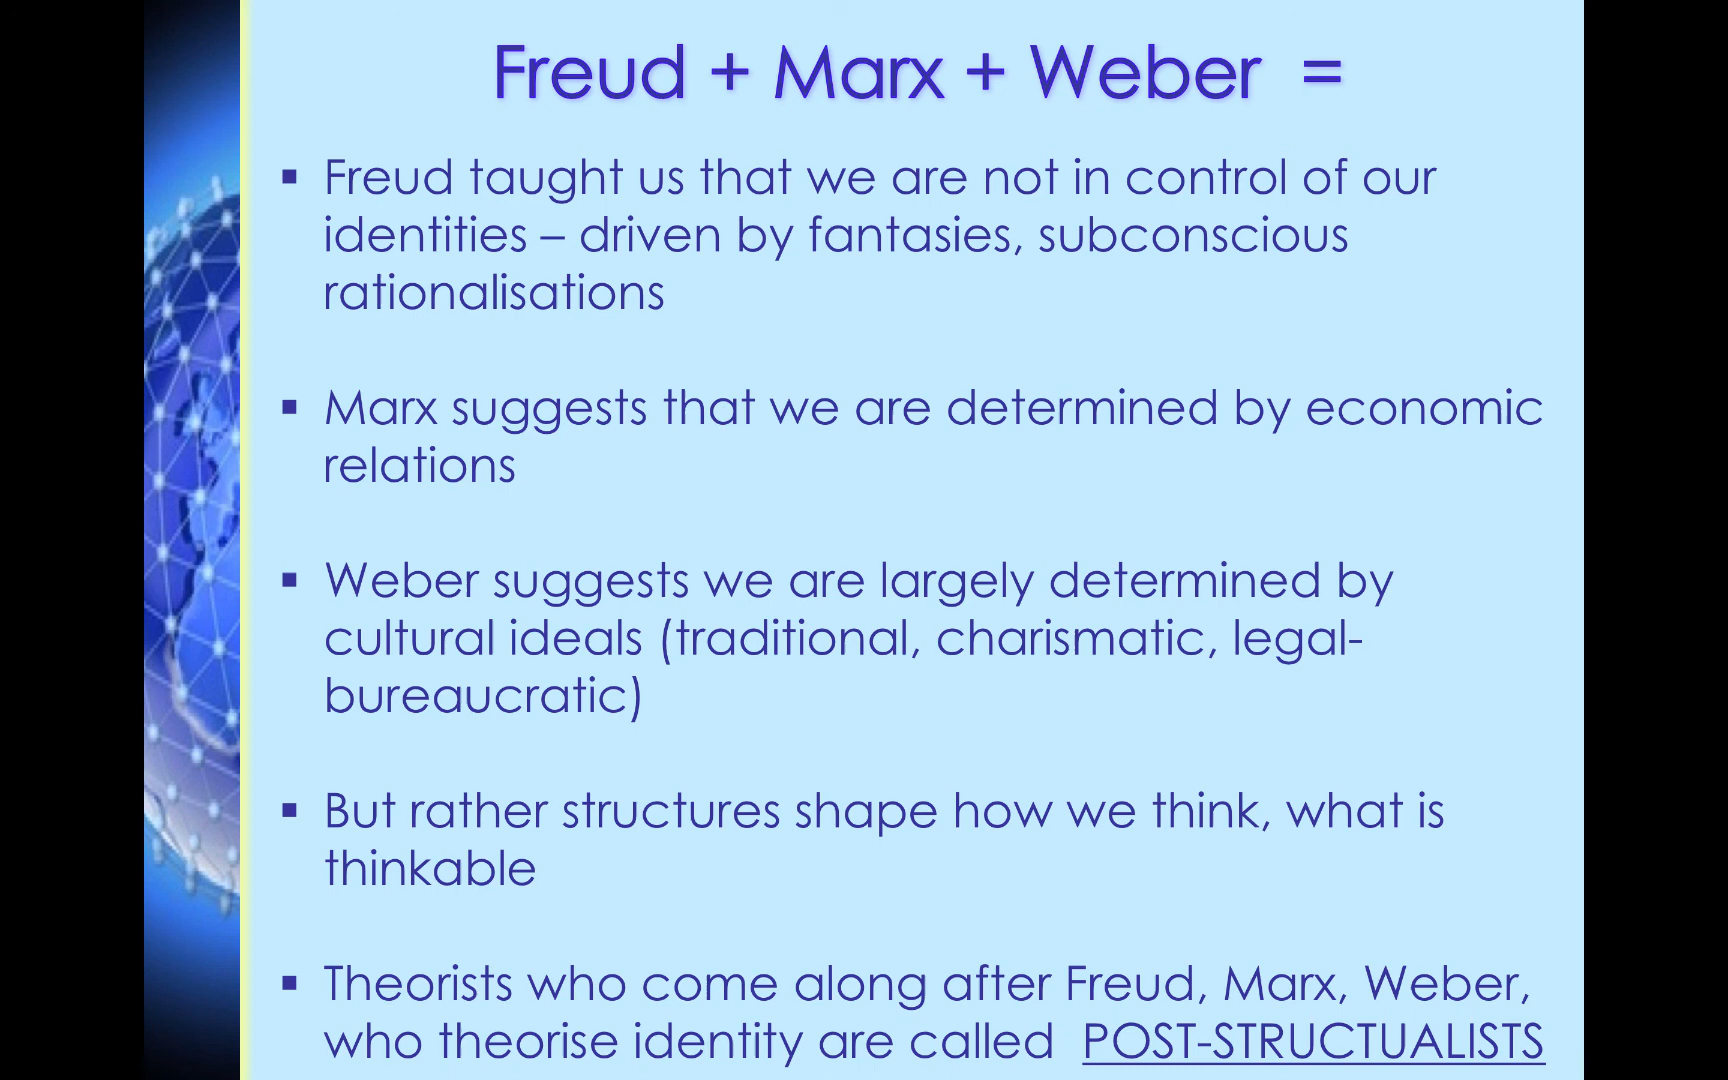 Freud + Marx + Weber =
▪ Freud taught us that we are not in control of our
identities – driven by fantasies, subconscious
rationalisations
▪ Marx suggests that we are determined by economic
relations
▪ Weber suggests we are largely determined by
cultural ideals (traditional, charismatic, legal-
bureaucratic)
▪ But rather structures shape how we think, what is
thinkable
▪ Theorists who come along after Freud, Marx, Weber,
who theorise identity are called POST-STRUCTUALISTS